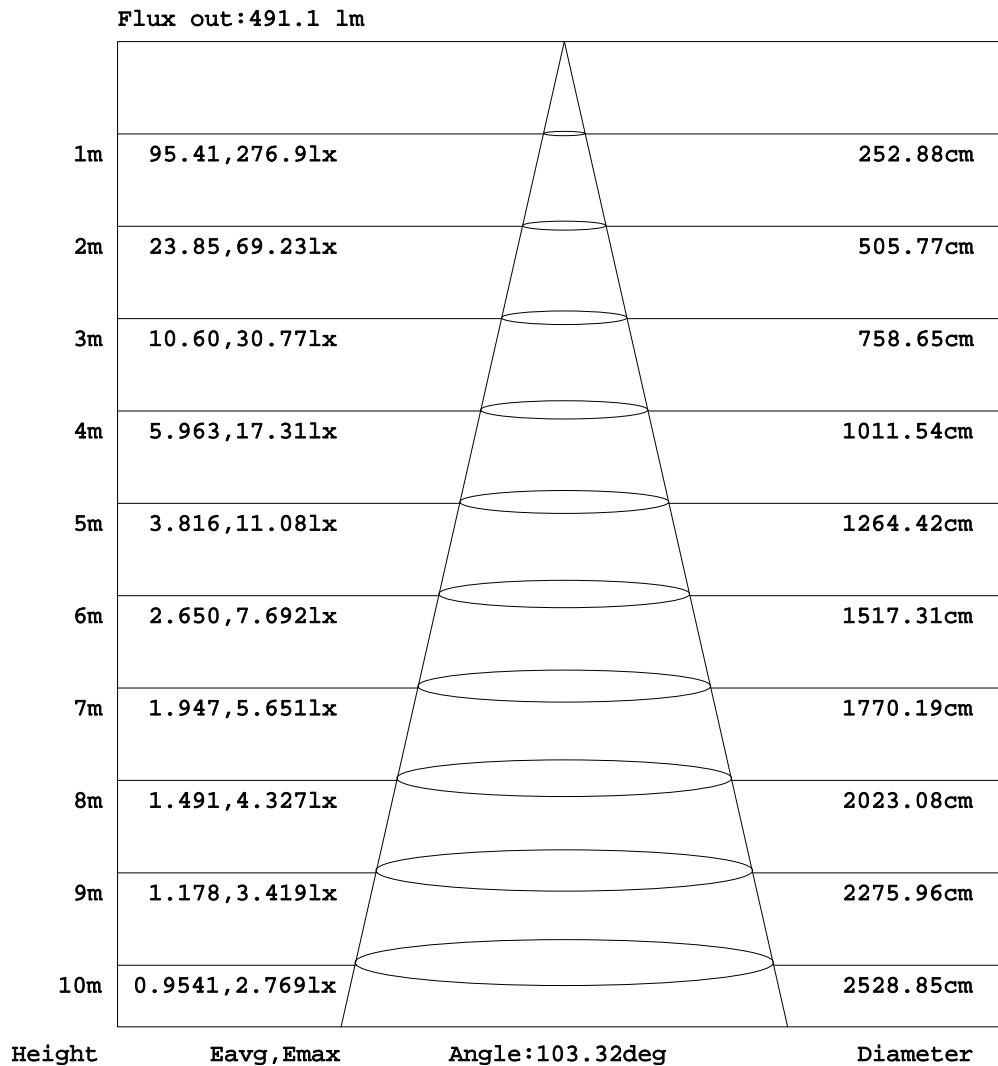 Flux out:491.1 lm
1m 95.41,276.9lx 252.88cm
2m 23.85,69.23lx 505.77cm
3m 10.60,30.77lx 758.65cm
4m 5.963,17.31lx 1011.54cm
5m 3.816,11.08lx 1264.42cm
6m 2.650,7.692lx 1517.31cm
7m 1.947,5.651lx 1770.19cm
8m 1.491,4.327lx 2023.08cm
9m 1.178,3.419lx 2275.96cm
10m 0.9541,2.769lx 2528.85cm
Height Eavg,Emax Angle:103.32deg Diameter